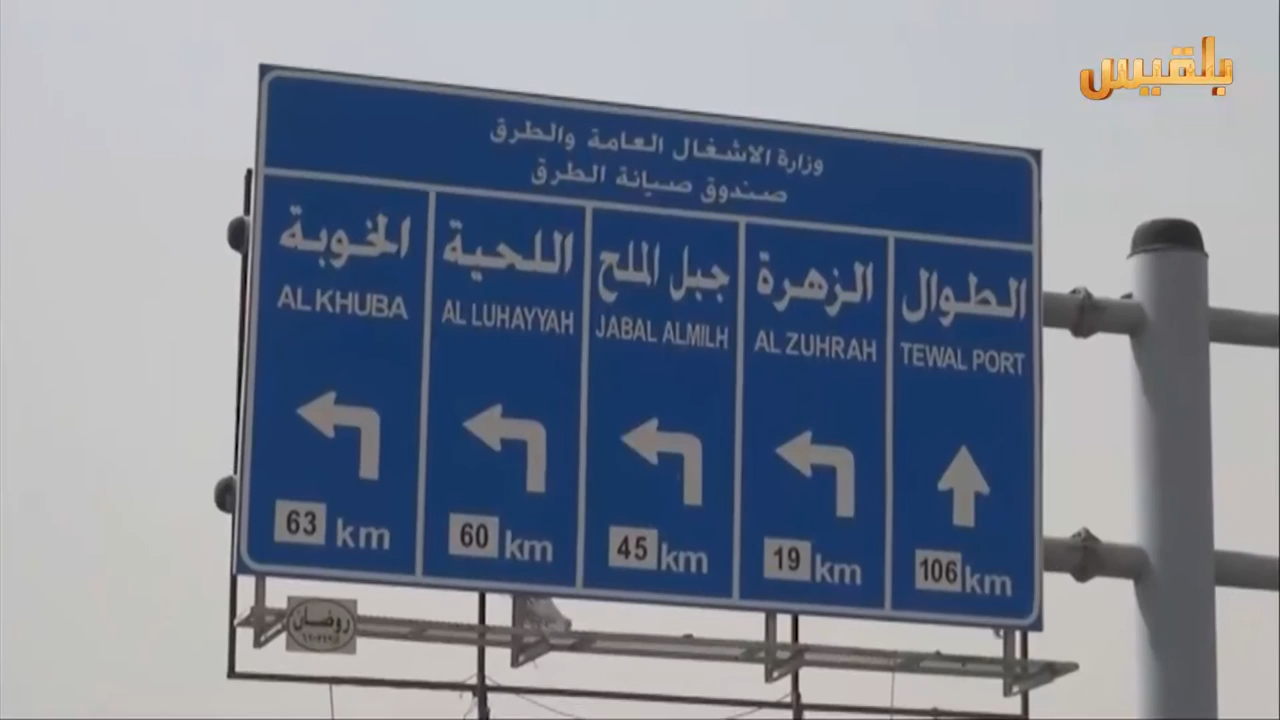 بلقيس
وزارة الاشغال العامة والطرق
صندوق صيانة الطرق
الطوال
TEWAL PORT
106 km
الزهرة
AL ZUHRAH
19 km
جبل الملح
JABAL ALMILH
45 km
اللحية
AL LUHAYYAH
60 km
الخوبة
AL KHUBA
63 km
روضان